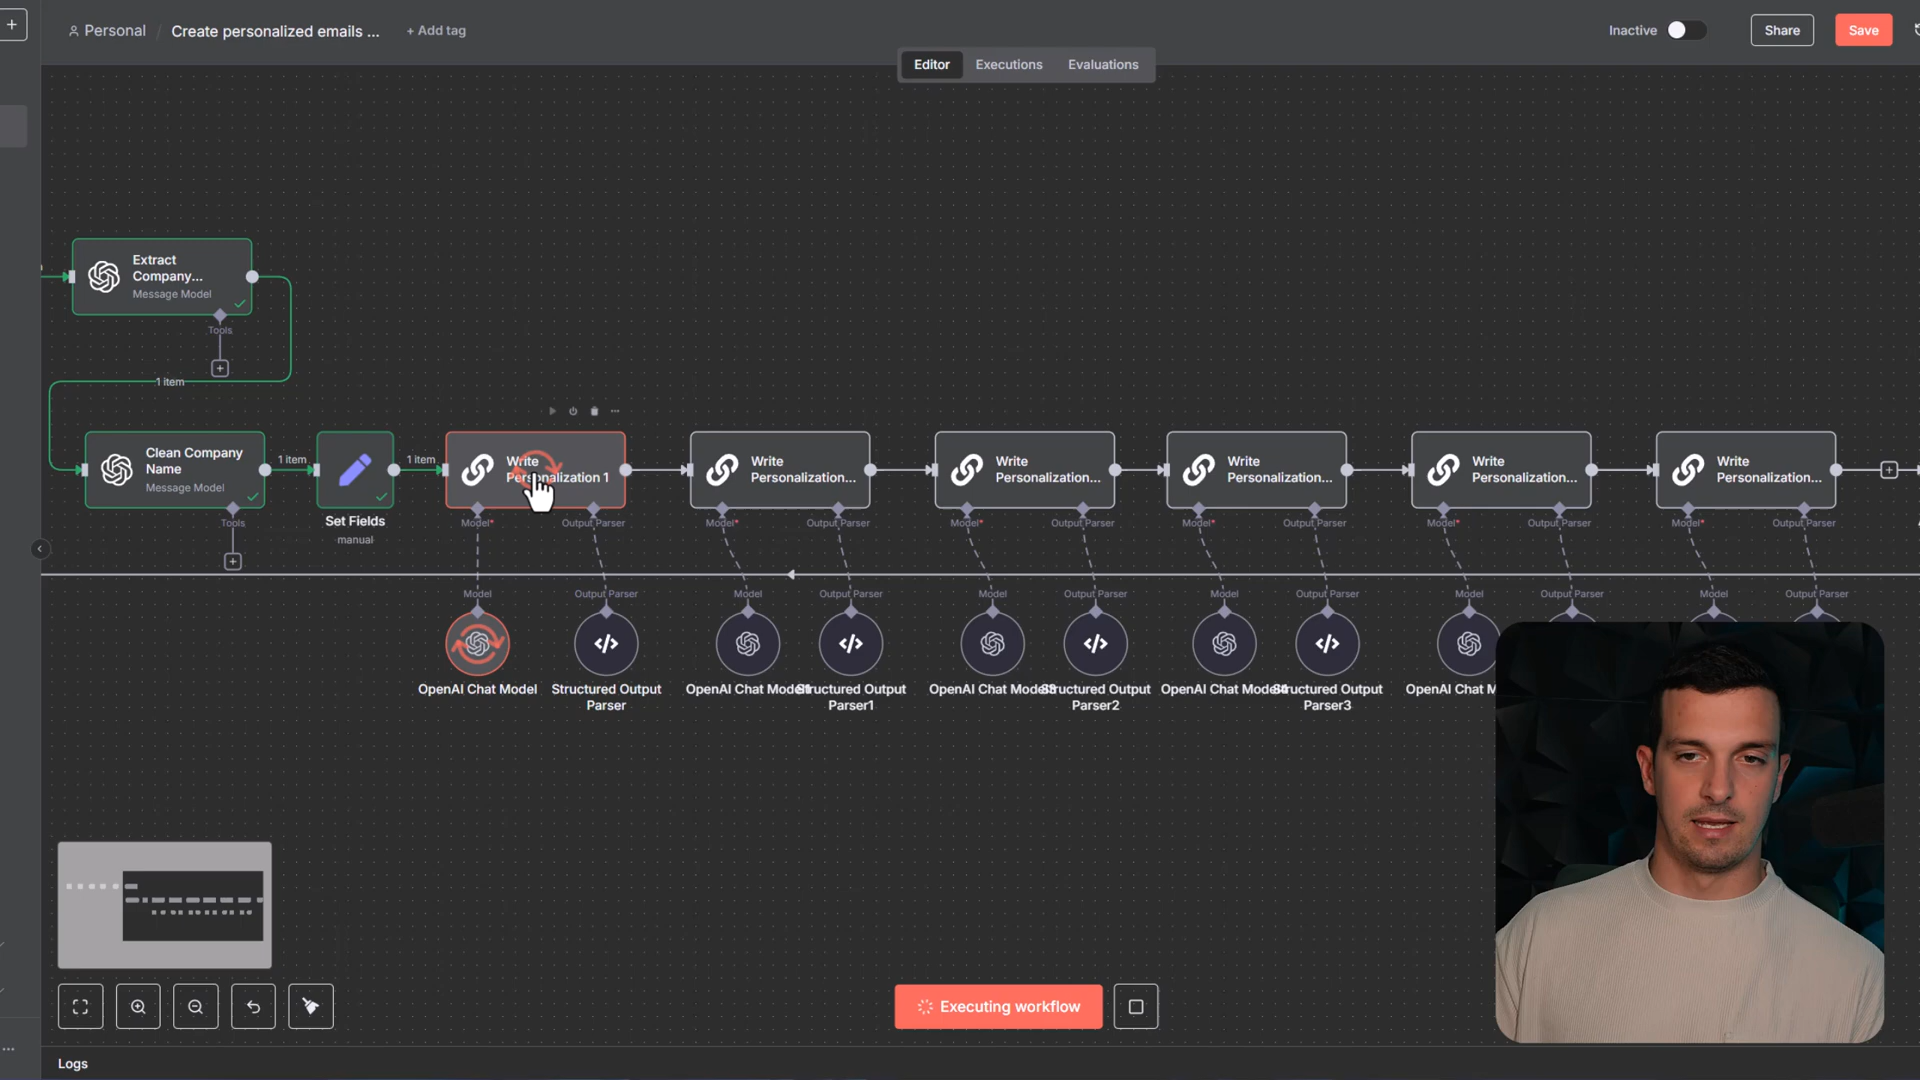 Personal / Create personalized emails ... + Add tag
Inactive
Share
Save
Editor Executions Evaluations
Extract
Company...
Message Model
Tools
1 item
Clean Company
Name
Message Model
Tools
1 item
Set Fields
manual
1 item
Write
Personalization 1
Model* Output Parser
Write
Personalization...
Model* Output Parser
Write
Personalization...
Model* Output Parser
Write
Personalization...
Model* Output Parser
Write
Personalization...
Model* Output Parser
Write
Personalization...
Model* Output Parser
Model Output Parser Model Output Parser Model Output Parser Model Output Parser Model Output Parser Model Output Parser
OpenAI Chat Model
Structured Output
Parser
OpenAI Chat Model
Structured Output
Parser1
OpenAI Chat Model
Structured Output
Parser2
OpenAI Chat Model
Structured Output
Parser3
OpenAI Chat M
Executing workflow
Logs